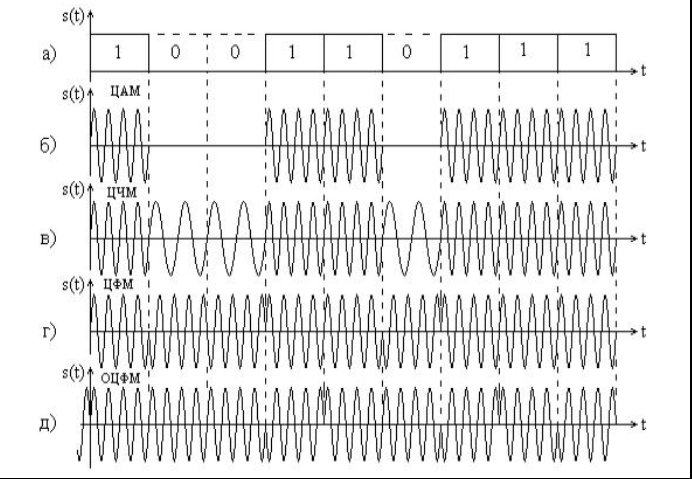 s(t)
а) 1 0 0 1 1 0 1 1 1 t
s(t) ЦАМ
б) t
s(t) ЦЧМ
в) t
s(t) ЦФМ
г) t
s(t) ОЦФМ
д) t